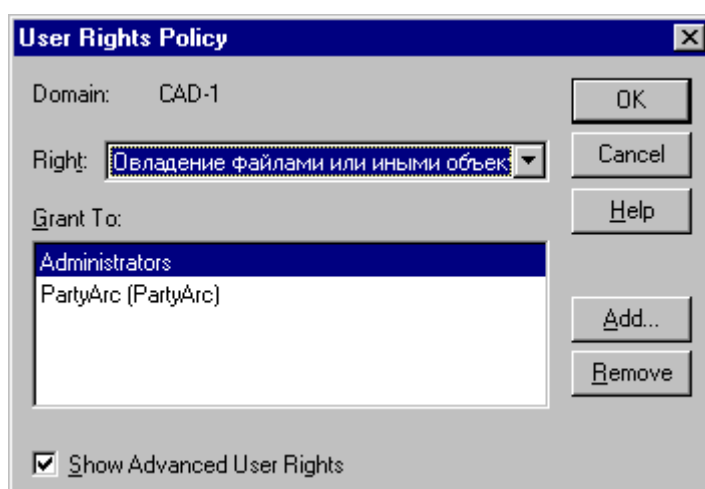 User Rights Policy
Domain: CAD-1
OK
Right: Овладение файлами или иными объек
Cancel
Grant To:
Help
Administrators
PartyArc (PartyArc)
Add...
Remove
Show Advanced User Rights